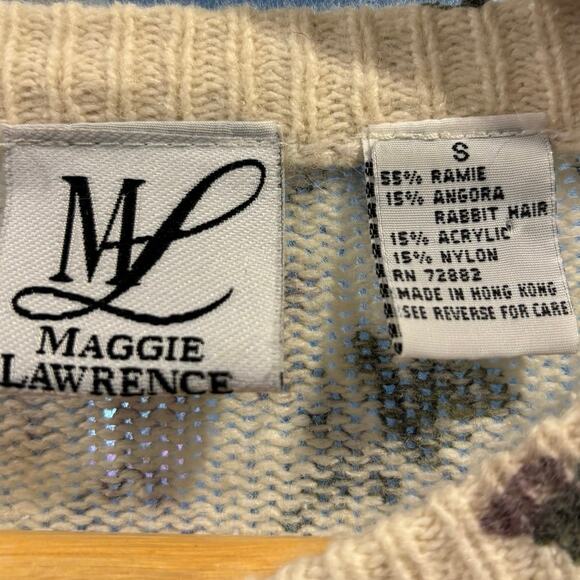 ML
MAGGIE
LAWRENCE
S
55% RAMIE
15% ANGORA
RABBIT HAIR
15% ACRYLIC
15% NYLON
RN 72882
MADE IN HONG KONG
SEE REVERSE FOR CARE